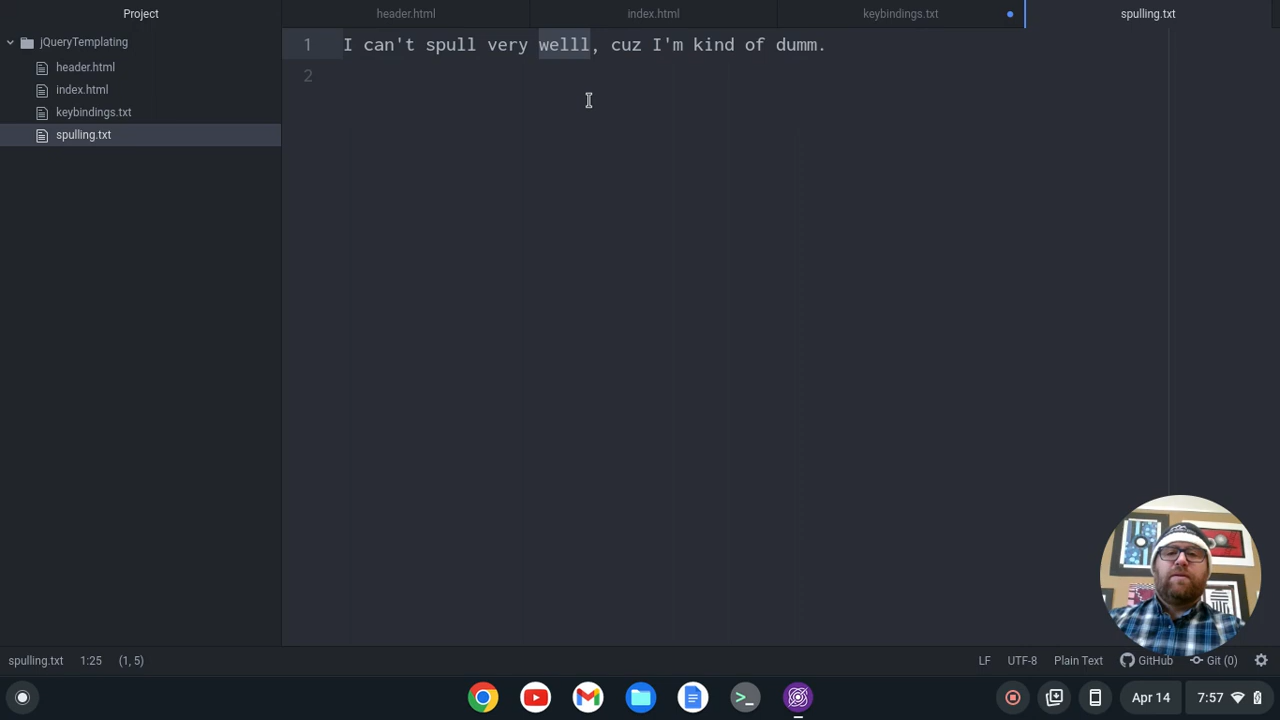 Project
header.html
index.html
keybindings.txt
spulling.txt
jQueryTemplating
header.html
index.html
keybindings.txt
spulling.txt
1 I can't spull very welll, cuz I'm kind of dumm.
2
spulling.txt 1:25 (1, 5)
LF UTF-8 Plain Text GitHub Git (0)
Apr 14 7:57